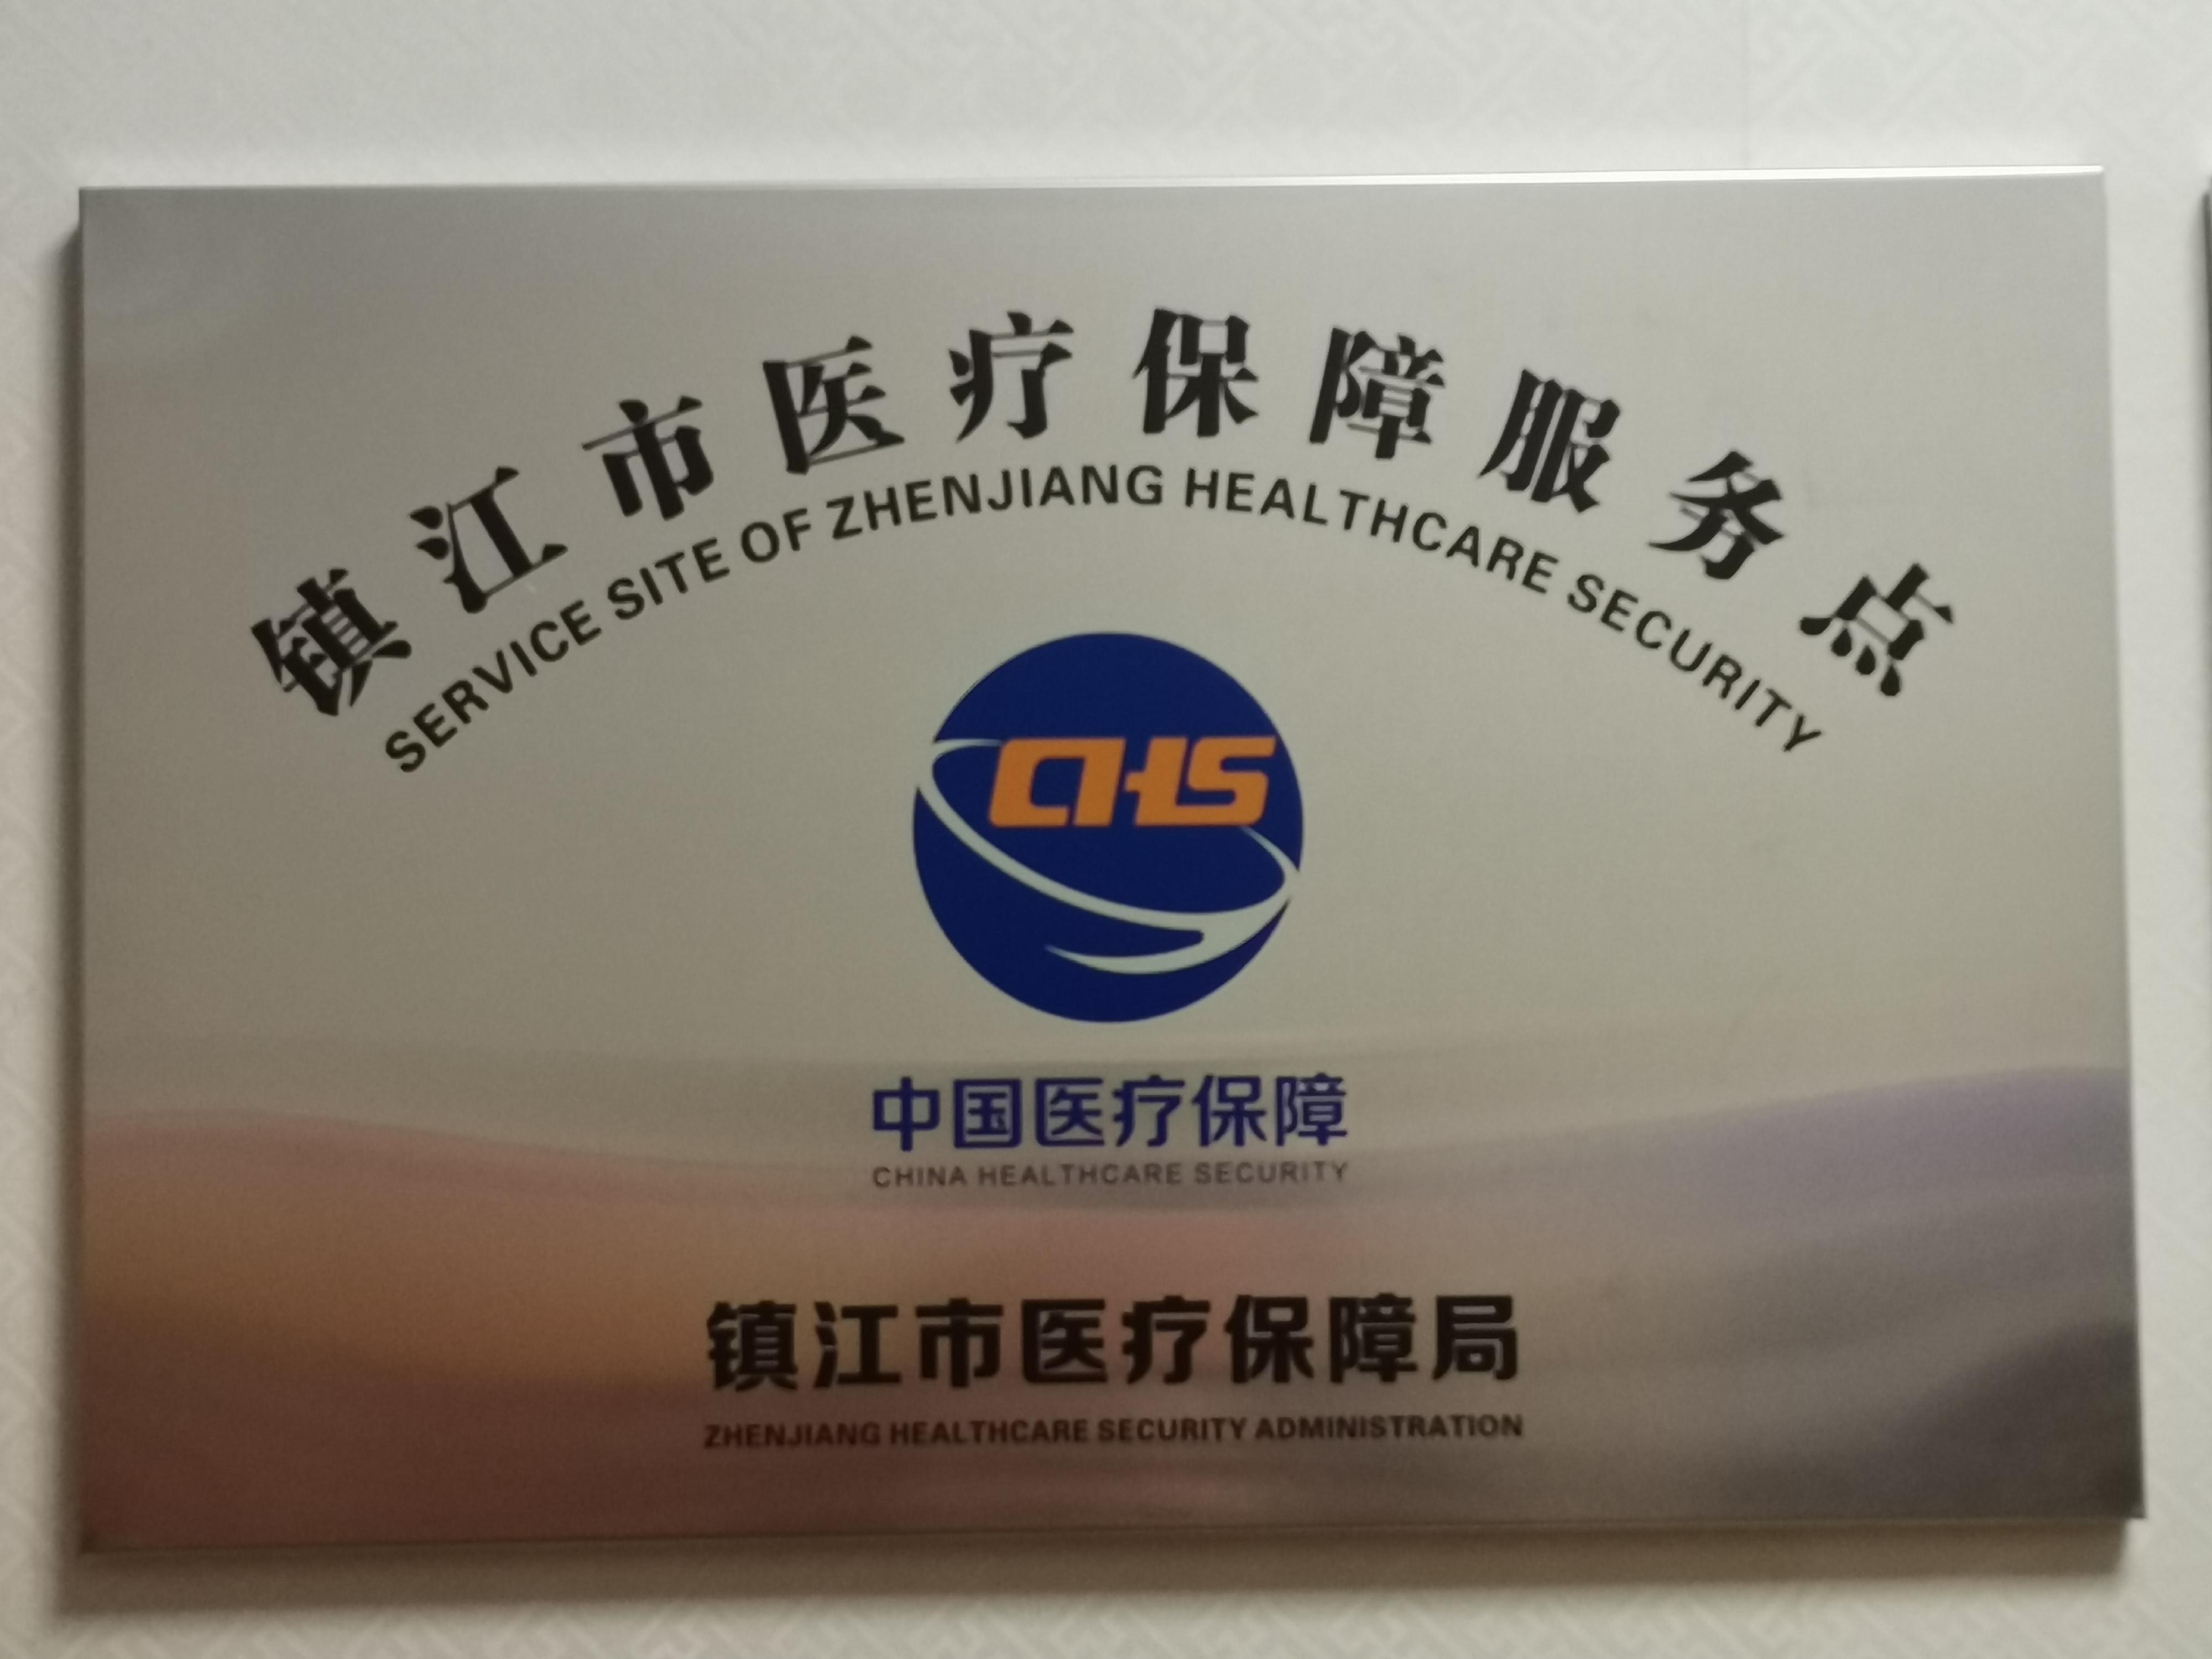 镇江市医疗保障服务点
SERVICE SITE OF ZHENJIANG HEALTHCARE SECURITY
CHS
中国医疗保障
CHINA HEALTHCARE SECURITY
镇江市医疗保障局
ZHENJIANG HEALTHCARE SECURITY ADMINISTRATION